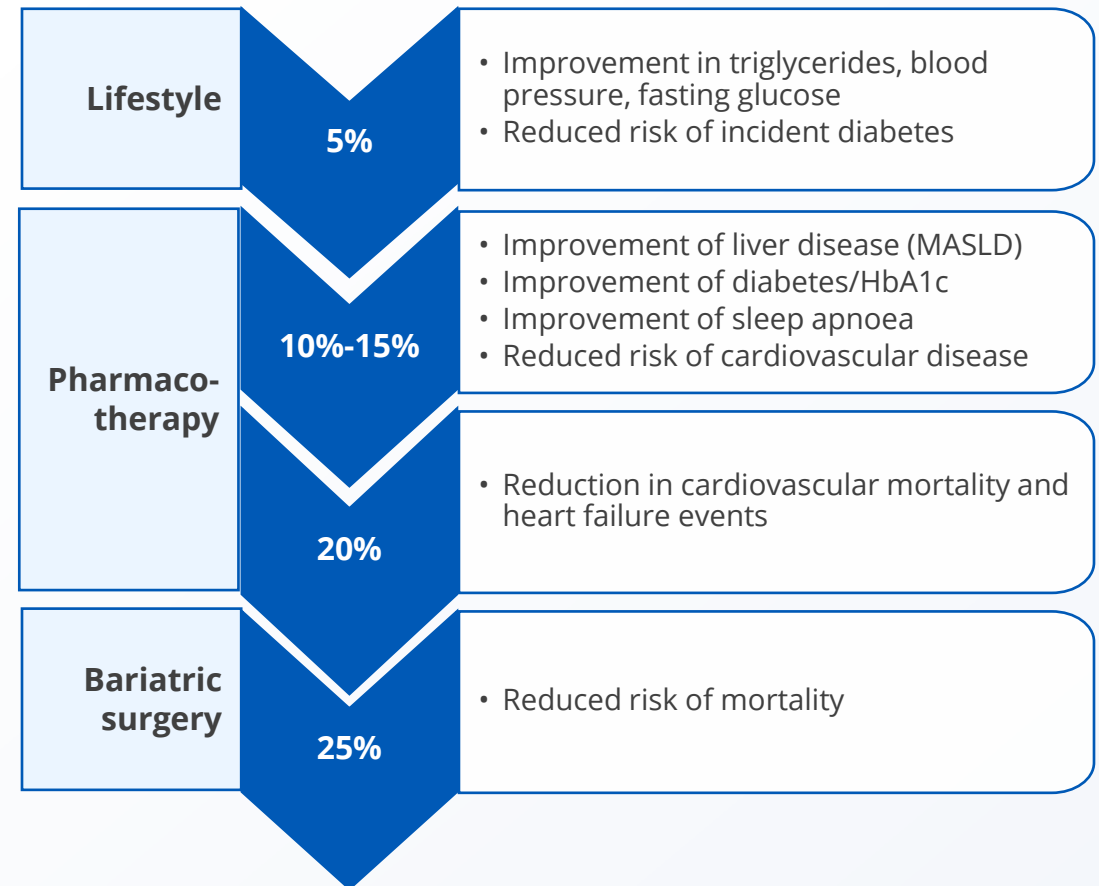 Lifestyle
5%
• Improvement in triglycerides, blood
pressure, fasting glucose
• Reduced risk of incident diabetes
Pharmaco-
therapy
10%-15%
• Improvement of liver disease (MASLD)
• Improvement of diabetes/HbA1c
• Improvement of sleep apnoea
• Reduced risk of cardiovascular disease
20%
• Reduction in cardiovascular mortality and
heart failure events
Bariatric
surgery
25%
• Reduced risk of mortality